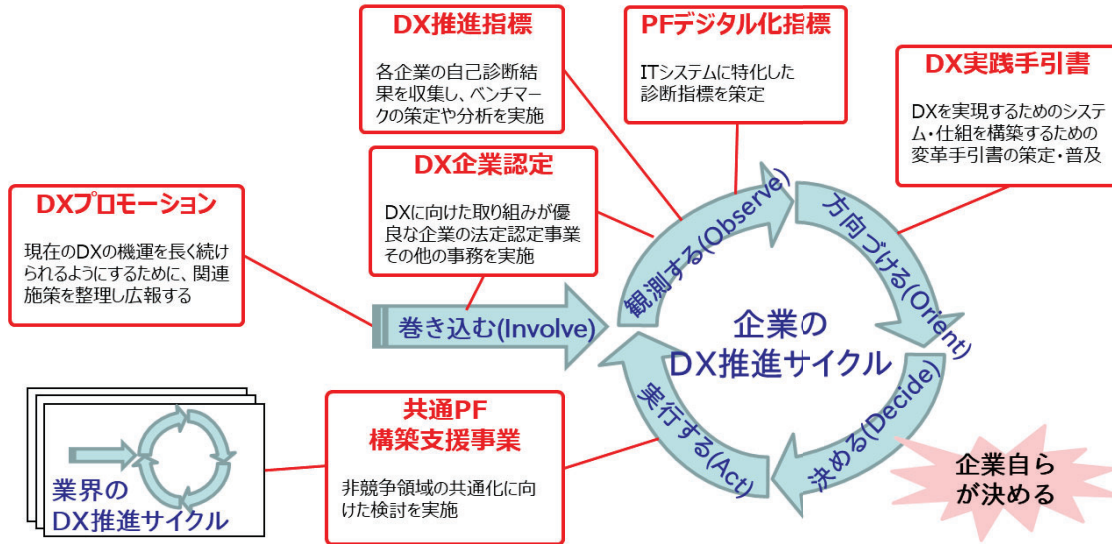 DX推進指標
各企業の自己診断結
果を収集し、ベンチマー
クの策定や分析を実施
PFデジタル化指標
ITシステムに特化した
診断指標を策定
DX実践手引書
DXを実現するためのシステ
ム・仕組を構築するための
変革手引書の策定・普及
DX企業認定
DXに向けた取り組みが優
良な企業の法定認定事業
その他の事務を実施
DXプロモーション
現在のDXの機運を長く続け
られるようにするために、関連
施策を整理し広報する
巻き込む(Involve)
観測する(Observe)
方向づける(Orient)
決める(Decide)
実行する(Act)
企業の
DX推進サイクル
企業自ら
が決める
共通PF
構築支援事業
非競争領域の共通化に向
けた検討を実施
業界の
DX推進サイクル